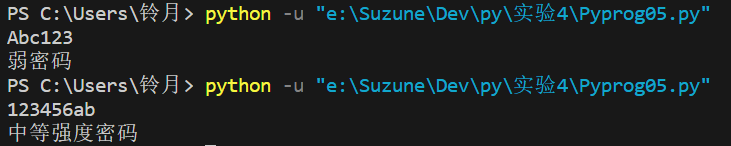 PS C:\Users\铃月> python -u "e:\Suzune\Dev\py\实验4\Pyprog05.py"
Abc123
弱密码
PS C:\Users\铃月> python -u "e:\Suzune\Dev\py\实验4\Pyprog05.py"
123456ab
中等强度密码